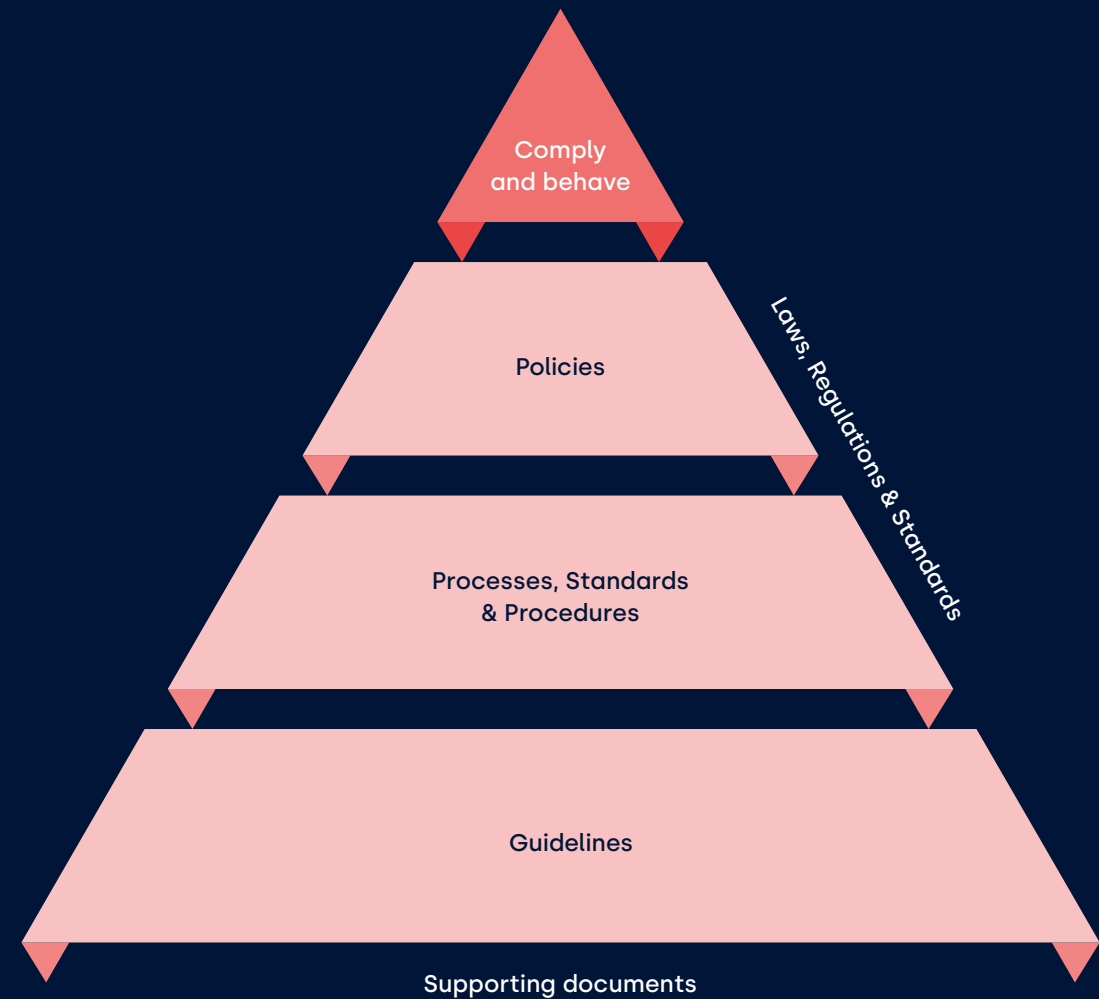 Comply
and behave
Policies
Laws, Regulations & Standards
Processes, Standards
& Procedures
Guidelines
Supporting documents